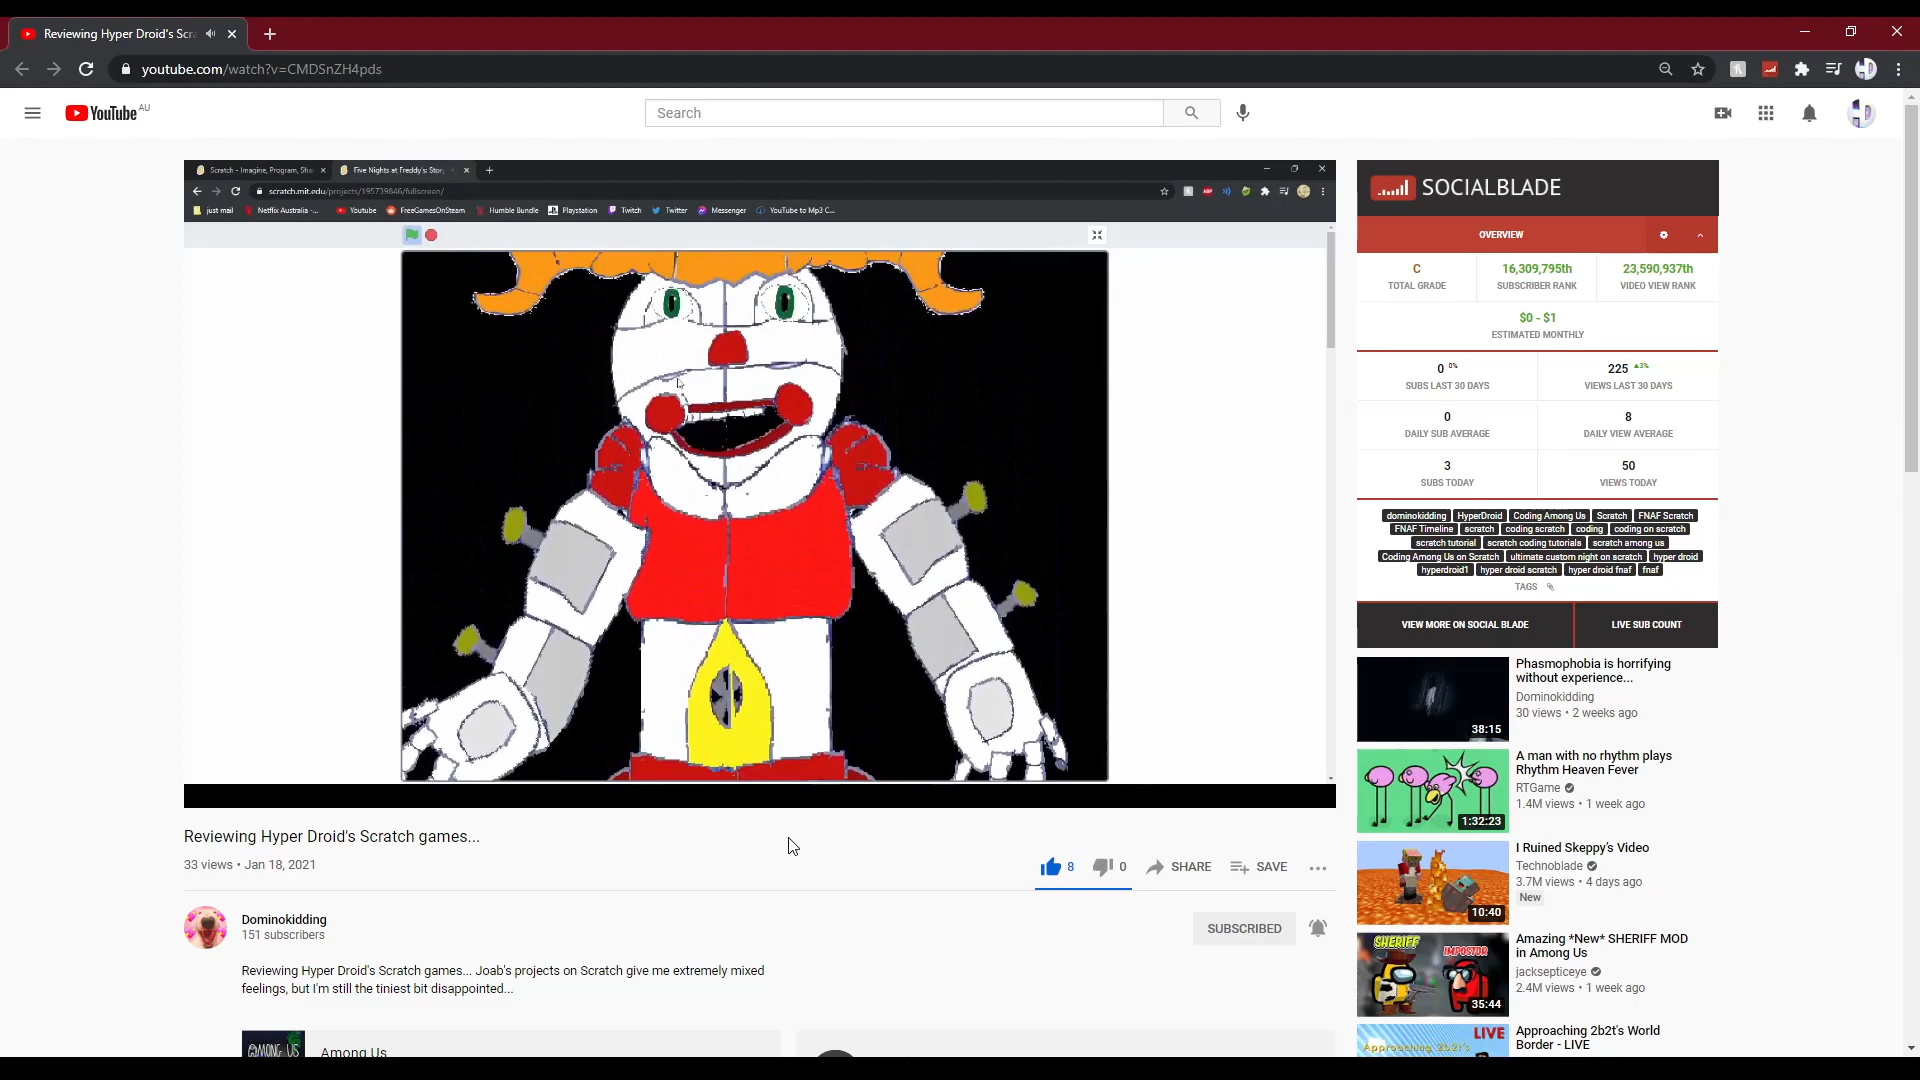 Reviewing Hyper Droid's Scra
youtube.com/watch?v=CMDSnZH4pds
YouTube AU
Search
Scratch - Imagine, Program, Sha
Five Nights at Freddy's: Story
scratch.mit.edu/projects/195739846/fullscreen/
just mail
Netflix Australia -...
Youtube
FreeGamesOnSteam
Humble Bundle
Playstation
Twitch
Twitter
Messenger
YouTube to Mp3 C...
SOCIALBLADE
OVERVIEW
C
TOTAL GRADE
16,309,795th
SUBSCRIBER RANK
23,590,937th
VIDEO VIEW RANK
$0 - $1
ESTIMATED MONTHLY
0 0%
SUBS LAST 30 DAYS
225 ▲3%
VIEWS LAST 30 DAYS
0
DAILY SUB AVERAGE
8
DAILY VIEW AVERAGE
3
SUBS TODAY
50
VIEWS TODAY
dominokidding HyperDroid Coding Among Us Scratch FNAF Scratch
FNAF Timeline scratch coding scratch coding coding on scratch
scratch tutorial scratch coding tutorials scratch among us
Coding Among Us on Scratch ultimate custom night on scratch hyper droid
hyperdroid1 hyper droid scratch hyper droid fnaf fnaf
TAGS
VIEW MORE ON SOCIAL BLADE
LIVE SUB COUNT
Phasmophobia is horrifying
without experience...
Dominokidding
30 views • 2 weeks ago
38:15
A man with no rhythm plays
Rhythm Heaven Fever
RTGame
1.4M views • 1 week ago
1:32:23
I Ruined Skeppy's Video
Technoblade
3.7M views • 4 days ago
New
10:40
SHERIFF
IMPOSTOR
Amazing *New* SHERIFF MOD
in Among Us
jacksepticeye
2.4M views • 1 week ago
35:44
LIVE
Approaching 2b2t's
Approaching 2b2t's World
Border - LIVE
Reviewing Hyper Droid's Scratch games...
33 views • Jan 18, 2021
8
0
SHARE
SAVE
Dominokidding
151 subscribers
SUBSCRIBED
Reviewing Hyper Droid's Scratch games... Joab's projects on Scratch give me extremely mixed
feelings, but I'm still the tiniest bit disappointed...
AMONG US
Among Us